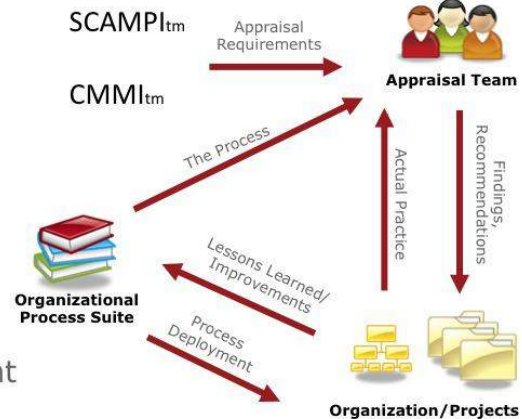 SCAMPItm
Appraisal
Requirements
Appraisal Team
CMMItm
The Process
Actual Practice
Findings,
Recommendations
Lessons Learned/
Improvements
Organizational
Process Suite
Process
Deployment
nt
Organization/Projects